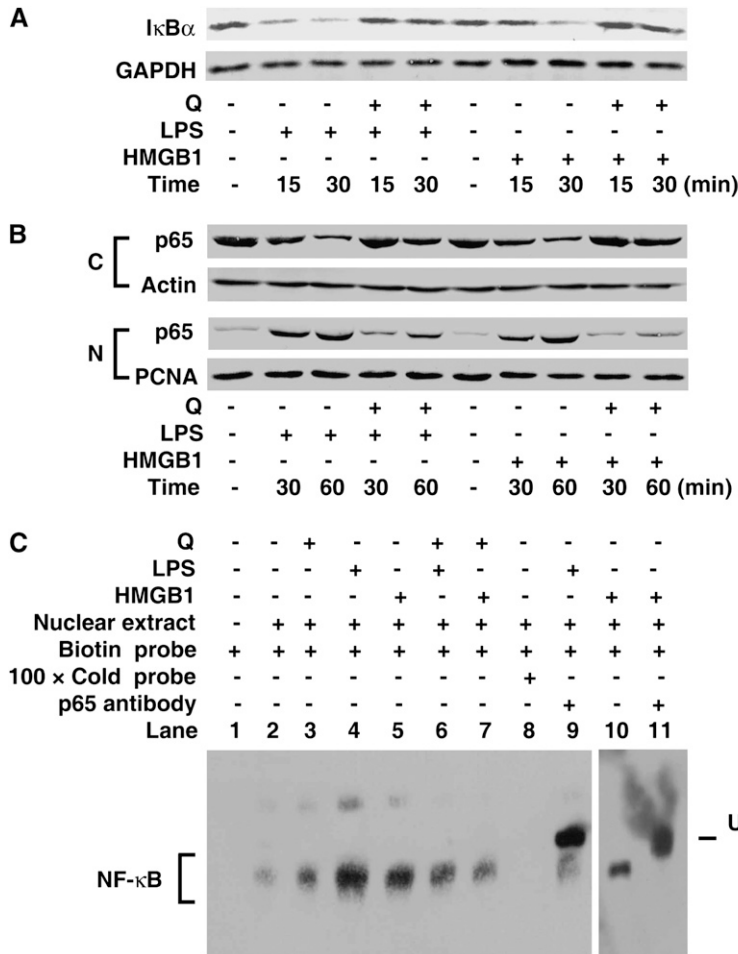 A
IκBα
GAPDH
Q - - - + + - - - + +
LPS - + + + + - - - - -
HMGB1 - - - - - - + + + +
Time - 15 30 15 30 - 15 30 15 30 (min)
B
C
p65
Actin
N
p65
PCNA
Q - - - + + - - - + +
LPS - + + + + - - - - -
HMGB1 - - - - - - + + + +
Time - 30 60 30 60 - 30 60 30 60 (min)
C
Q - - + - - + + - - - -
LPS - - - + - + - - + - -
HMGB1 - - - - + - + - - + +
Nuclear extract - + + + + + + + + + +
Biotin probe + + + + + + + + + + +
100 × Cold probe - - - - - - - + - - -
p65 antibody - - - - - - - - + - +
Lane 1 2 3 4 5 6 7 8 9 10 11
U
NF-κB